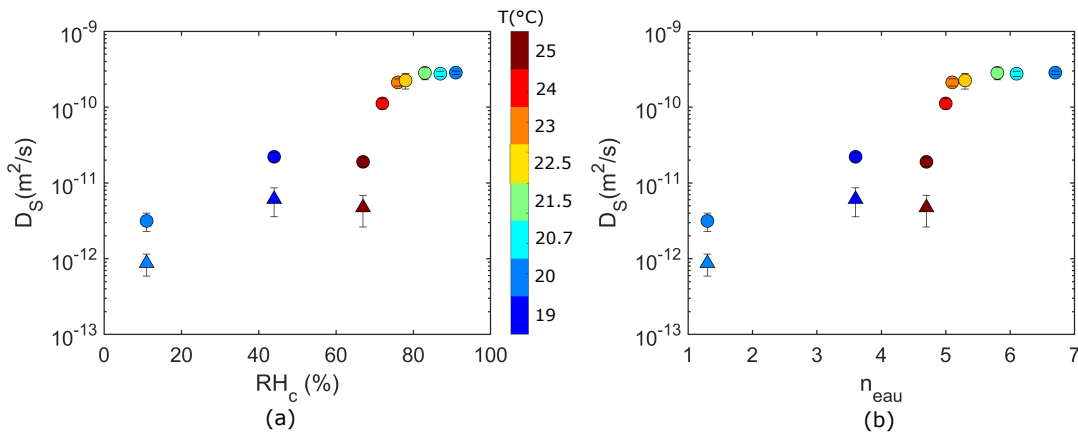 10^-9
10^-10
10^-11
10^-12
10^-13
D_S(m^2/s)
0 20 40 60 80 100
RH_c (%)
(a)
T(°C)
25
24
23
22.5
21.5
20.7
20
19
10^-9
10^-10
10^-11
10^-12
10^-13
D_S(m^2/s)
1 2 3 4 5 6 7
n_eau
(b)